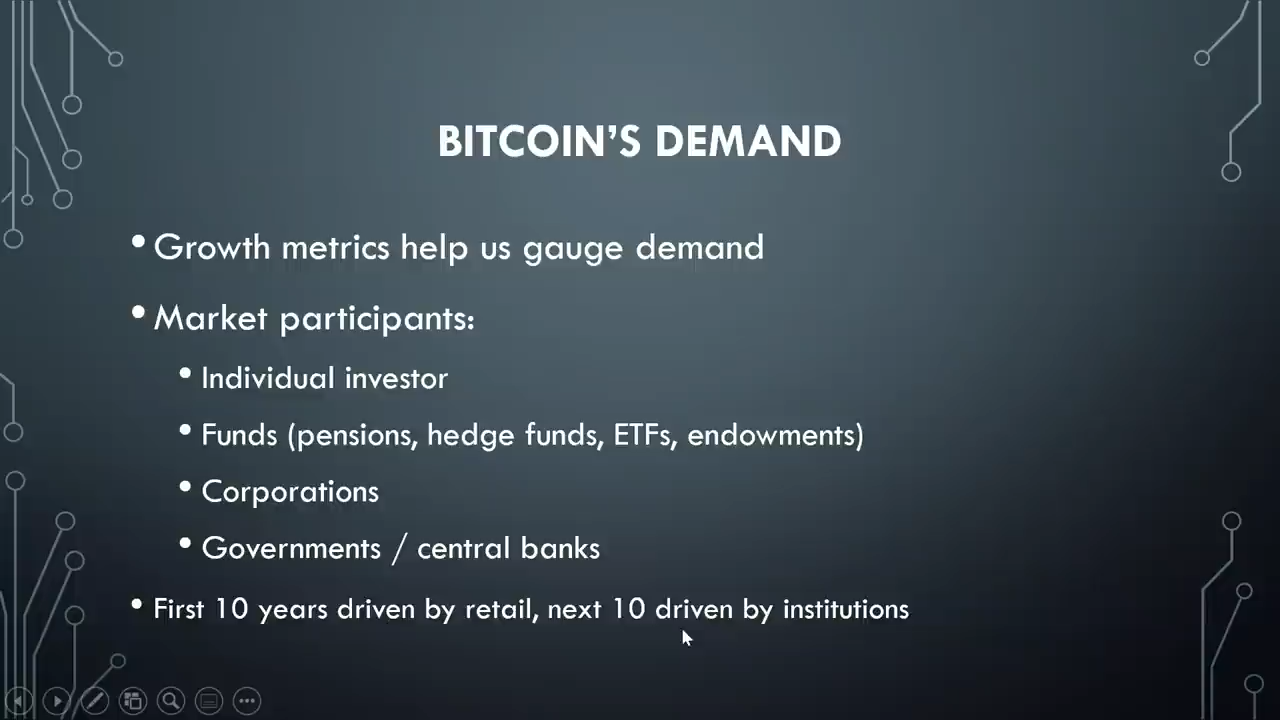 BITCOIN'S DEMAND
• Growth metrics help us gauge demand
• Market participants:
• Individual investor
• Funds (pensions, hedge funds, ETFs, endowments)
• Corporations
• Governments / central banks
• First 10 years driven by retail, next 10 driven by institutions